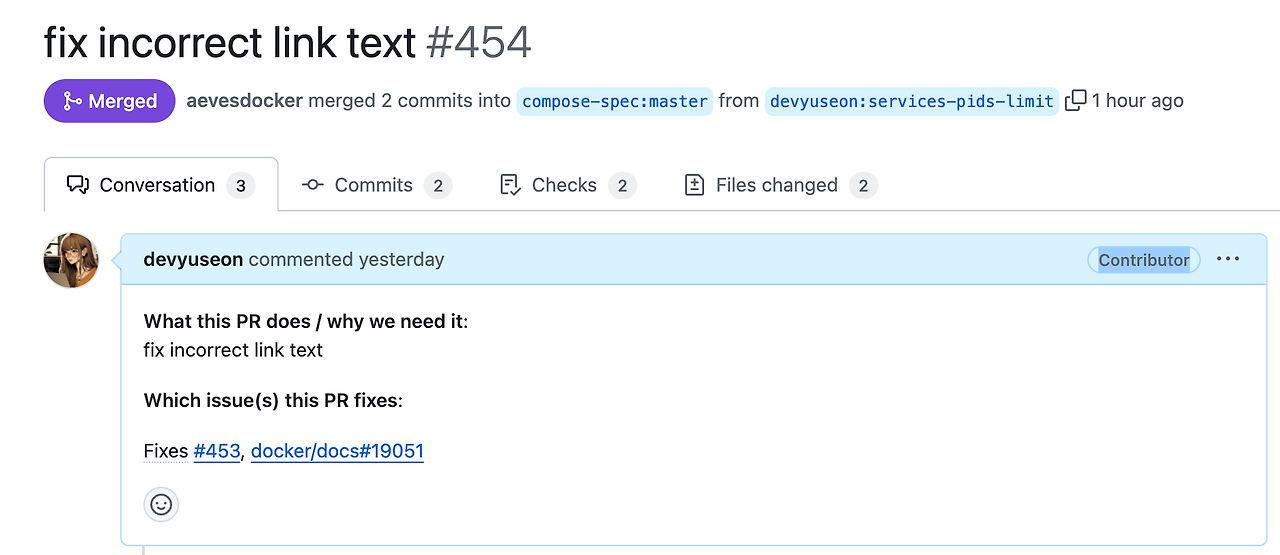 fix incorrect link text #454
Merged aevesdocker merged 2 commits into compose-spec:master from devyuseon:services-pids-limit 1 hour ago
Conversation 3 Commits 2 Checks 2 Files changed 2
devyuseon commented yesterday Contributor ...
What this PR does / why we need it:
fix incorrect link text
Which issue(s) this PR fixes:
Fixes #453, docker/docs#19051